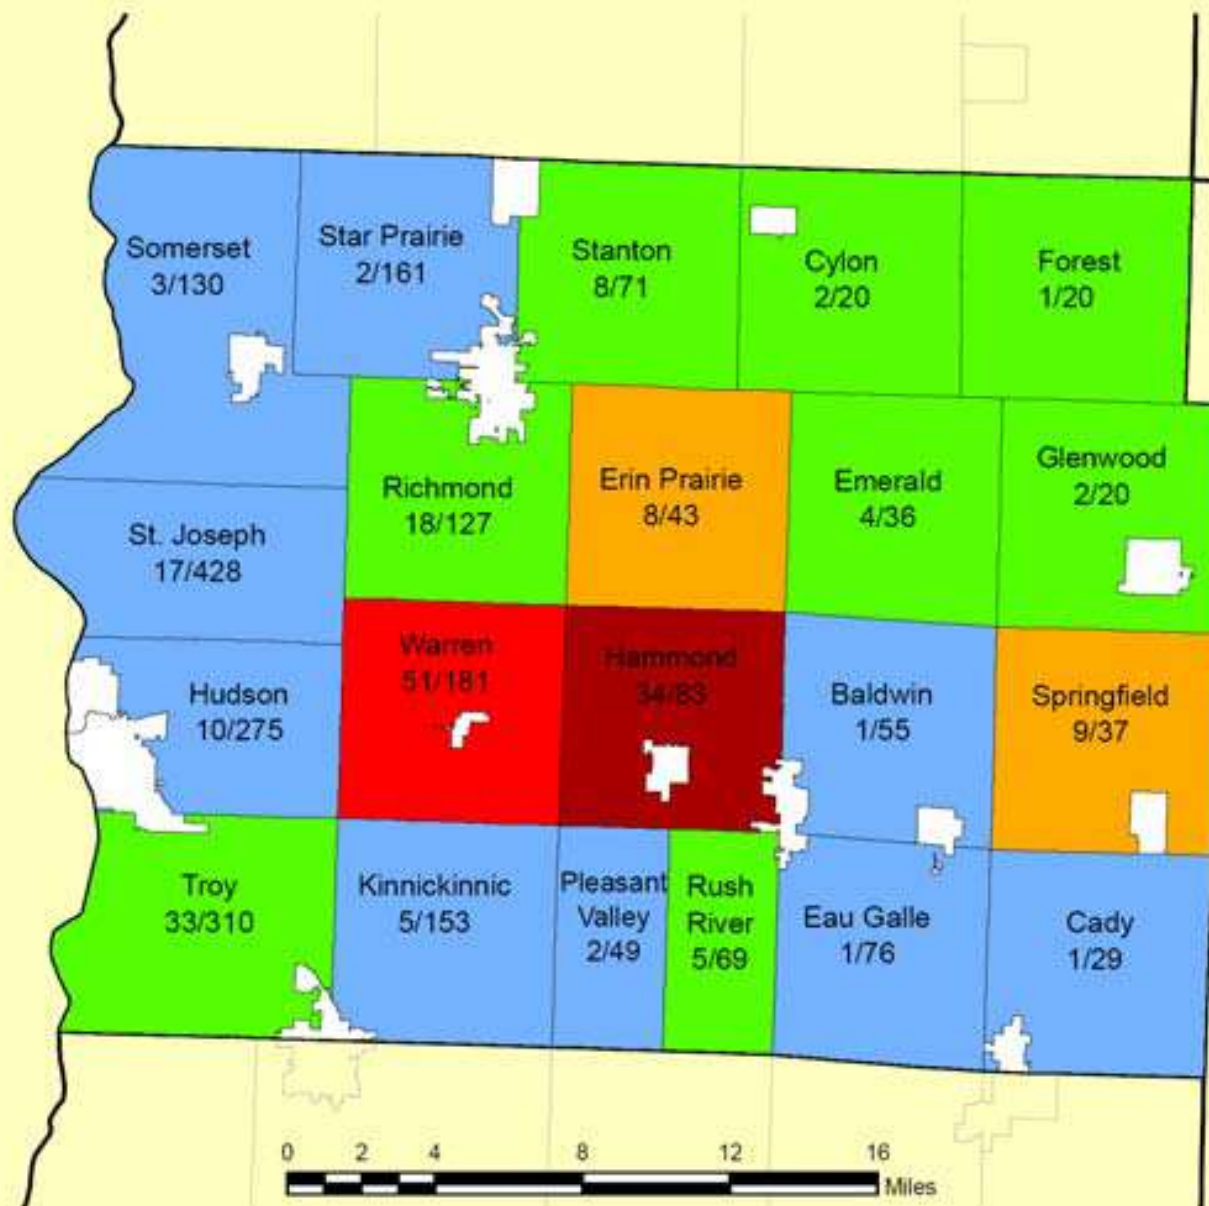 Somerset
3/130
Star Prairie
2/161
Stanton
8/71
Cylon
2/20
Forest
1/20
Richmond
18/127
Erin Prairie
8/43
Emerald
4/36
Glenwood
2/20
St. Joseph
17/428
Warren
51/181
Hammond
34/83
Hudson
10/275
Baldwin
1/55
Springfield
9/37
Troy
33/310
Kinnickinnic
5/153
Pleasant
Valley
2/49
Rush
River
5/69
Eau Galle
1/76
Cady
1/29
0 2 4 8 12 16
Miles